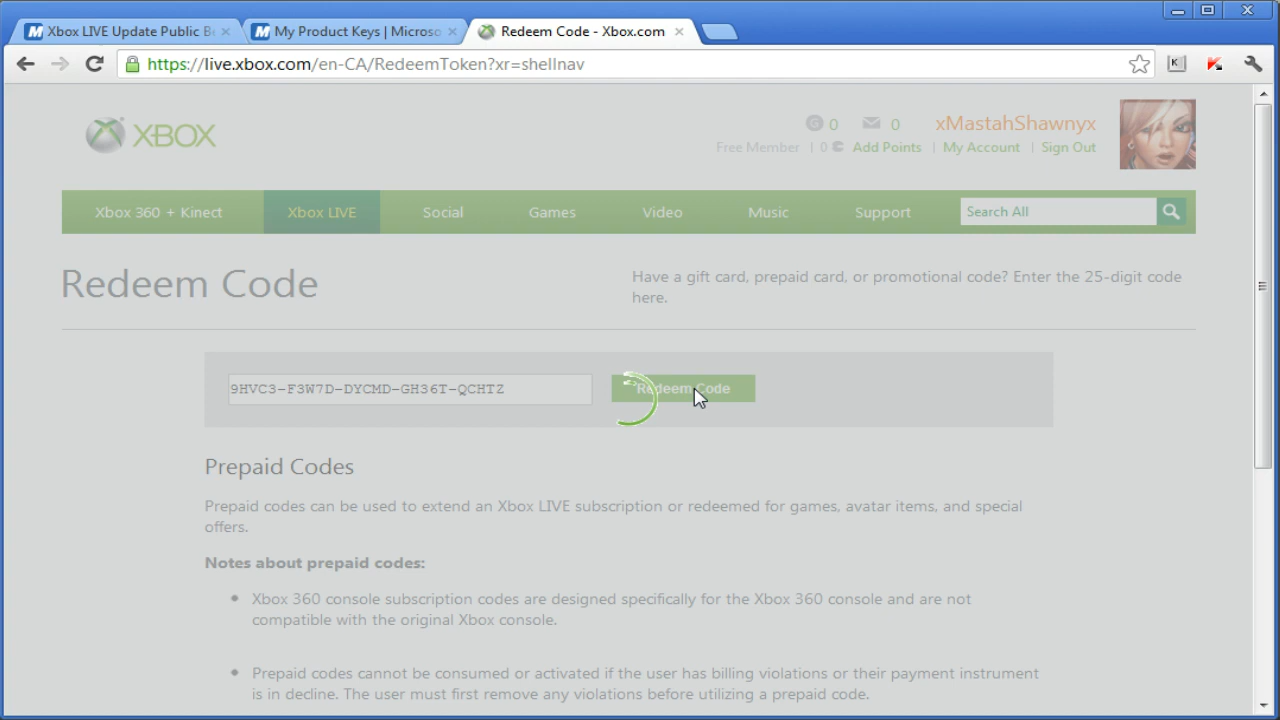 Xbox LIVE Update Public Be
My Product Keys | Microso
Redeem Code - Xbox.com
https://live.xbox.com/en-CA/RedeemToken?xr=shellnav
K
XBOX
G 0 0 xMastahShawnyx
Free Member | 0 Add Points | My Account | Sign Out
Xbox 360 + Kinect Xbox LIVE Social Games Video Music Support Search All
Redeem Code
Have a gift card, prepaid card, or promotional code? Enter the 25-digit code
here.
9HVC3-F3W7D-DYCMD-GH36T-QCHTZ
Redeem Code
Prepaid Codes
Prepaid codes can be used to extend an Xbox LIVE subscription or redeemed for games, avatar items, and special
offers.
Notes about prepaid codes:
Xbox 360 console subscription codes are designed specifically for the Xbox 360 console and are not
compatible with the original Xbox console.
Prepaid codes cannot be consumed or activated if the user has billing violations or their payment instrument
is in decline. The user must first remove any violations before utilizing a prepaid code.